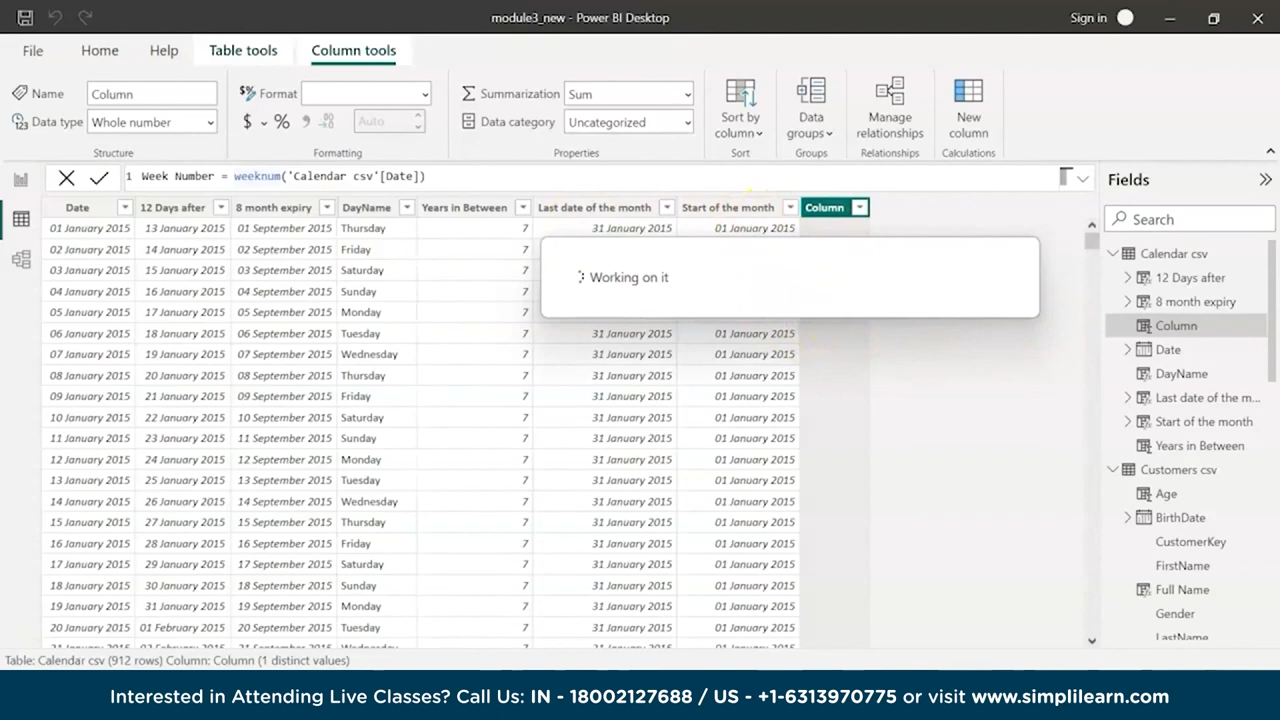 module3_new - Power BI Desktop
Sign in
File Home Help Table tools Column tools
Name Column
Data type Whole number
Structure
Format
$ % Auto
Formatting
Summarization Sum
Data category Uncategorized
Properties
Sort by column
Sort
Data groups
Groups
Manage relationships
Relationships
New column
Calculations
1 Week Number = weeknum('Calendar csv'[Date])
Date 12 Days after 8 month expiry DayName Years in Between Last date of the month Start of the month Column
01 January 2015 13 January 2015 01 September 2015 Thursday 7 31 January 2015 01 January 2015
02 January 2015 14 January 2015 02 September 2015 Friday 7
03 January 2015 15 January 2015 03 September 2015 Saturday 7
04 January 2015 16 January 2015 04 September 2015 Sunday 7
05 January 2015 17 January 2015 05 September 2015 Monday 7
Working on it
06 January 2015 18 January 2015 06 September 2015 Tuesday 7 31 January 2015 01 January 2015
07 January 2015 19 January 2015 07 September 2015 Wednesday 7 31 January 2015 01 January 2015
08 January 2015 20 January 2015 08 September 2015 Thursday 7 31 January 2015 01 January 2015
09 January 2015 21 January 2015 09 September 2015 Friday 7 31 January 2015 01 January 2015
10 January 2015 22 January 2015 10 September 2015 Saturday 7 31 January 2015 01 January 2015
11 January 2015 23 January 2015 11 September 2015 Sunday 7 31 January 2015 01 January 2015
12 January 2015 24 January 2015 12 September 2015 Monday 7 31 January 2015 01 January 2015
13 January 2015 25 January 2015 13 September 2015 Tuesday 7 31 January 2015 01 January 2015
14 January 2015 26 January 2015 14 September 2015 Wednesday 7 31 January 2015 01 January 2015
15 January 2015 27 January 2015 15 September 2015 Thursday 7 31 January 2015 01 January 2015
16 January 2015 28 January 2015 16 September 2015 Friday 7 31 January 2015 01 January 2015
17 January 2015 29 January 2015 17 September 2015 Saturday 7 31 January 2015 01 January 2015
18 January 2015 30 January 2015 18 September 2015 Sunday 7 31 January 2015 01 January 2015
19 January 2015 31 January 2015 19 September 2015 Monday 7 31 January 2015 01 January 2015
20 January 2015 01 February 2015 20 September 2015 Tuesday 7 31 January 2015 01 January 2015
Fields
Search
Calendar csv
12 Days after
8 month expiry
Column
Date
DayName
Last date of the m...
Start of the month
Years in Between
Customers csv
Age
BirthDate
CustomerKey
FirstName
Full Name
Gender
LastName
Table: Calendar csv (912 rows) Column: Column (1 distinct values)
Interested in Attending Live Classes? Call Us: IN - 18002127688 / US - +1-6313970775 or visit www.simplilearn.com